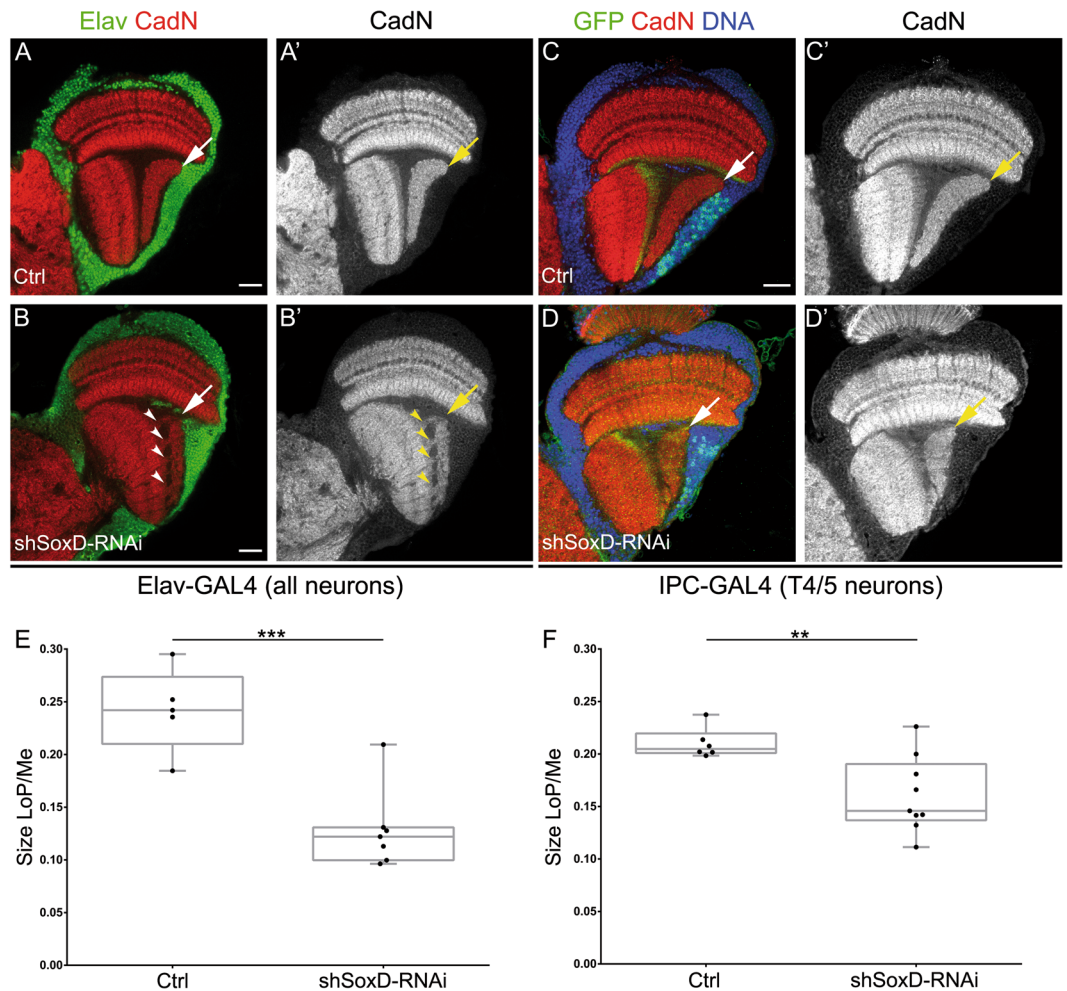 Elav CadN
CadN
GFP CadN DNA
CadN
A
A'
C
C'
Ctrl
Ctrl
B
B'
D
D'
shSoxD-RNAi
shSoxD-RNAi
Elav-GAL4 (all neurons)
IPC-GAL4 (T4/5 neurons)
E
***
0.30
0.25
0.20
0.15
0.10
0.05
0.00
Size LoP/Me
Ctrl
shSoxD-RNAi
F
**
0.30
0.25
0.20
0.15
0.10
0.05
0.00
Size LoP/Me
Ctrl
shSoxD-RNAi